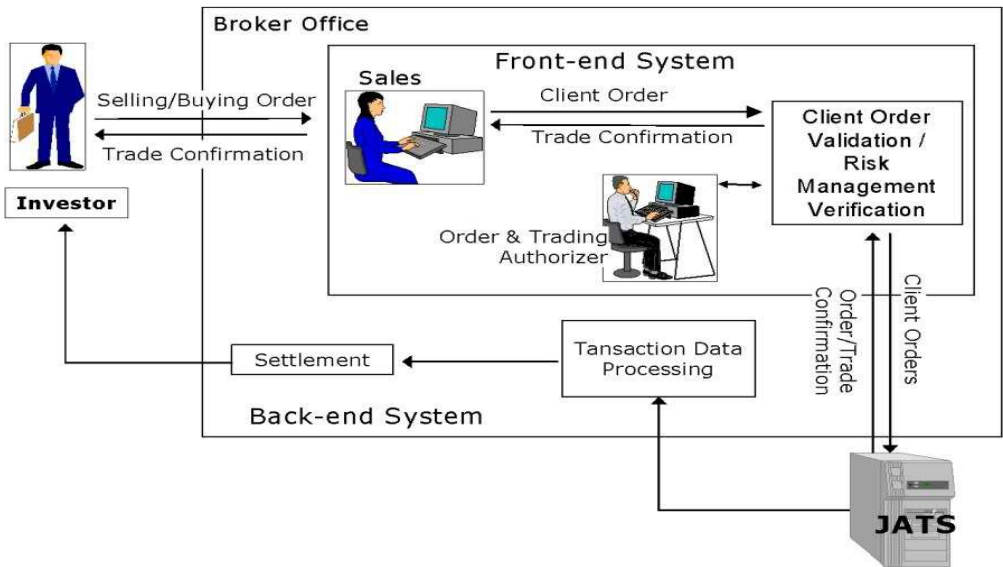 Broker Office
Front-end System
Sales
Selling/Buying Order
Trade Confirmation
Investor
Client Order
Trade Confirmation
Client Order
Validation /
Risk
Management
Verification
Order & Trading
Authorizer
Order/Trade
Confirmation
Client Orders
Tansaction Data
Processing
Settlement
Back-end System
JATS